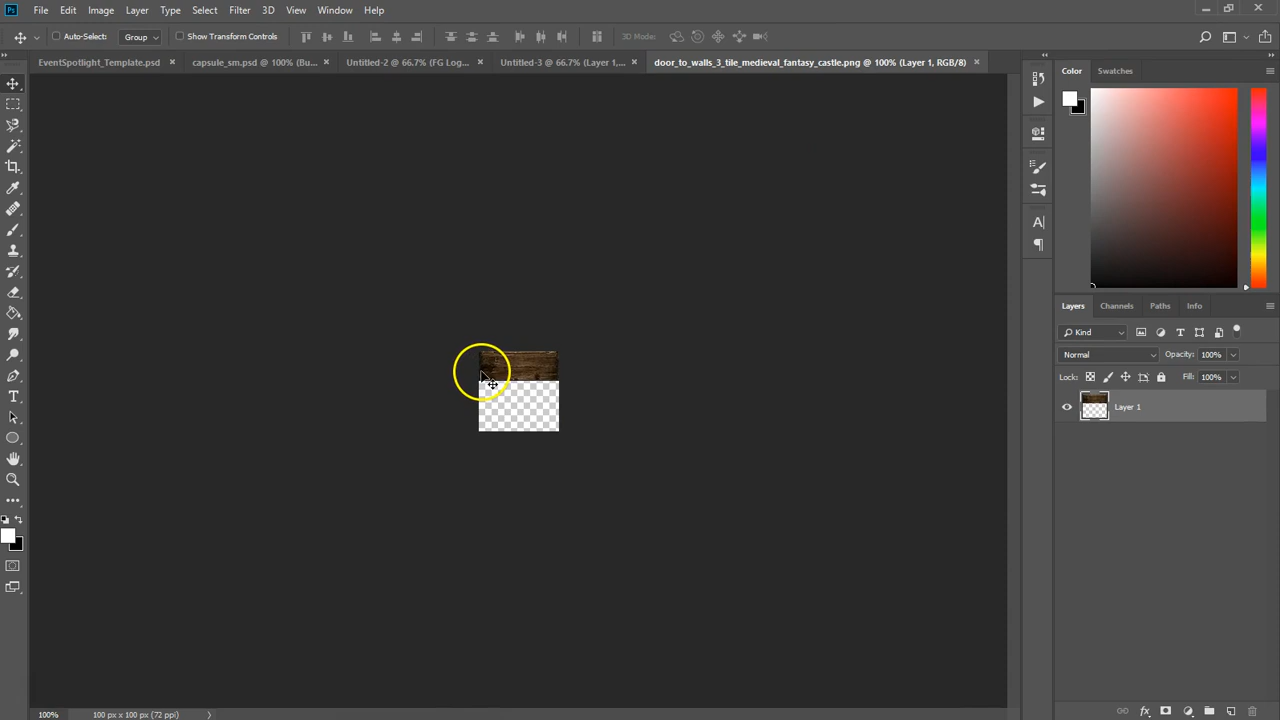 Ps File Edit Image Layer Type Select Filter 3D View Window Help
Auto-Select: Group Show Transform Controls 3D Mode:
EventSpotlight_Template.psd × capsule_sm.psd @ 100% (Bu... × Untitled-2 @ 66.7% (FG Log... × Untitled-3 @ 66.7% (Layer 1,... × door_to_walls_3_tile_medieval_fantasy_castle.png @ 100% (Layer 1, RGB/8) ×
Color Swatches
Layers Channels Paths Info
Kind
Normal Opacity: 100%
Lock: Fill: 100%
Layer 1
100% 100 px x 100 px (72 ppi)